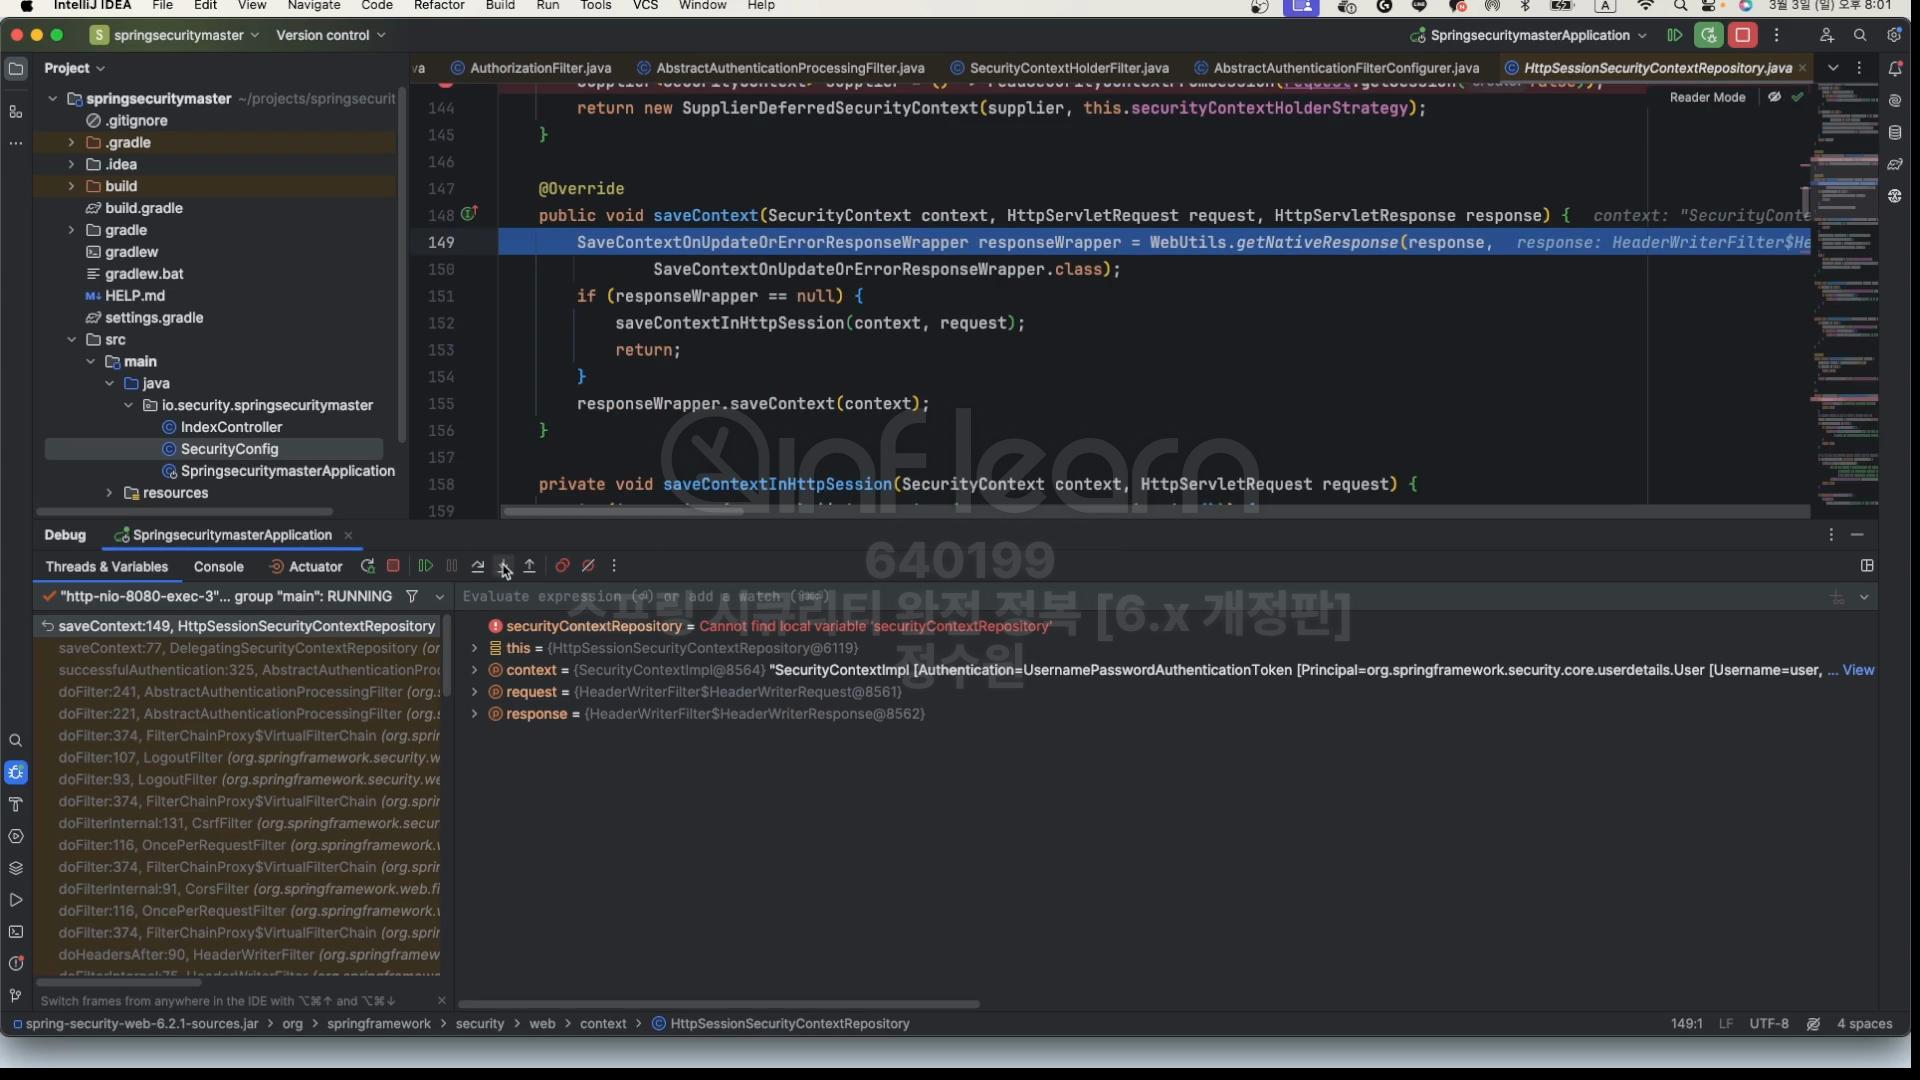 IntelliJ IDEA File Edit View Navigate Code Refactor Build Run Tools VCS Window Help A 3월 3일 (일) 오후 8:01
S springsecuritymaster Version control SpringsecuritymasterApplication
Project
va AuthorizationFilter.java AbstractAuthenticationProcessingFilter.java SecurityContextHolderFilter.java AbstractAuthenticationFilterConfigurer.java HttpSessionSecurityContextRepository.java
Reader Mode
springsecuritymaster ~/projects/springsecurit
.gitignore
.gradle
.idea
build
build.gradle
gradle
gradlew
gradlew.bat
M↓ HELP.md
settings.gradle
src
main
java
io.security.springsecuritymaster
IndexController
SecurityConfig
SpringsecuritymasterApplication
resources
144 return new SupplierDeferredSecurityContext(supplier, this.securityContextHolderStrategy);
145 }
146
147 @Override
148 public void saveContext(SecurityContext context, HttpServletRequest request, HttpServletResponse response) { context: "SecurityConte
149 SaveContextOnUpdateOrErrorResponseWrapper responseWrapper = WebUtils.getNativeResponse(response, response: HeaderWriterFilter$He
150 SaveContextOnUpdateOrErrorResponseWrapper.class);
151 if (responseWrapper == null) {
152 saveContextInHttpSession(context, request);
153 return;
154 }
155 responseWrapper.saveContext(context);
156 }
157
158 private void saveContextInHttpSession(SecurityContext context, HttpServletRequest request) {
159
inflearn
640199
스프링 시큐리티 완전 정복 [6.x 개정판]
정수원
Debug SpringsecuritymasterApplication
Threads & Variables Console Actuator
"http-nio-8080-exec-3"... group "main": RUNNING
Evaluate expression (⏎) or add a watch (⇧⌘⏎)
saveContext:149, HttpSessionSecurityContextRepository
saveContext:77, DelegatingSecurityContextRepository (or
successfulAuthentication:325, AbstractAuthenticationPro
doFilter:241, AbstractAuthenticationProcessingFilter (org.
doFilter:221, AbstractAuthenticationProcessingFilter (org.s
doFilter:374, FilterChainProxy$VirtualFilterChain (org.sprin
doFilter:107, LogoutFilter (org.springframework.security.w
doFilter:93, LogoutFilter (org.springframework.security.we
doFilter:374, FilterChainProxy$VirtualFilterChain (org.sprin
doFilterInternal:131, CsrfFilter (org.springframework.secur
doFilter:116, OncePerRequestFilter (org.springframework.w
doFilter:374, FilterChainProxy$VirtualFilterChain (org.sprin
doFilterInternal:91, CorsFilter (org.springframework.web.fi
doFilter:116, OncePerRequestFilter (org.springframework.w
doFilter:374, FilterChainProxy$VirtualFilterChain (org.sprin
doHeadersAfter:90, HeaderWriterFilter (org.springframew
doFilterInternal:75, HeaderWriterFilter (org.springframew
securityContextRepository = Cannot find local variable 'securityContextRepository'
this = {HttpSessionSecurityContextRepository@6119}
context = {SecurityContextImpl@8564} "SecurityContextImpl [Authentication=UsernamePasswordAuthenticationToken [Principal=org.springframework.security.core.userdetails.User [Username=user, ... View
request = {HeaderWriterFilter$HeaderWriterRequest@8561}
response = {HeaderWriterFilter$HeaderWriterResponse@8562}
Switch frames from anywhere in the IDE with ⌥⌘↑ and ⌥⌘↓
spring-security-web-6.2.1-sources.jar > org > springframework > security > web > context > HttpSessionSecurityContextRepository 149:1 LF UTF-8 4 spaces